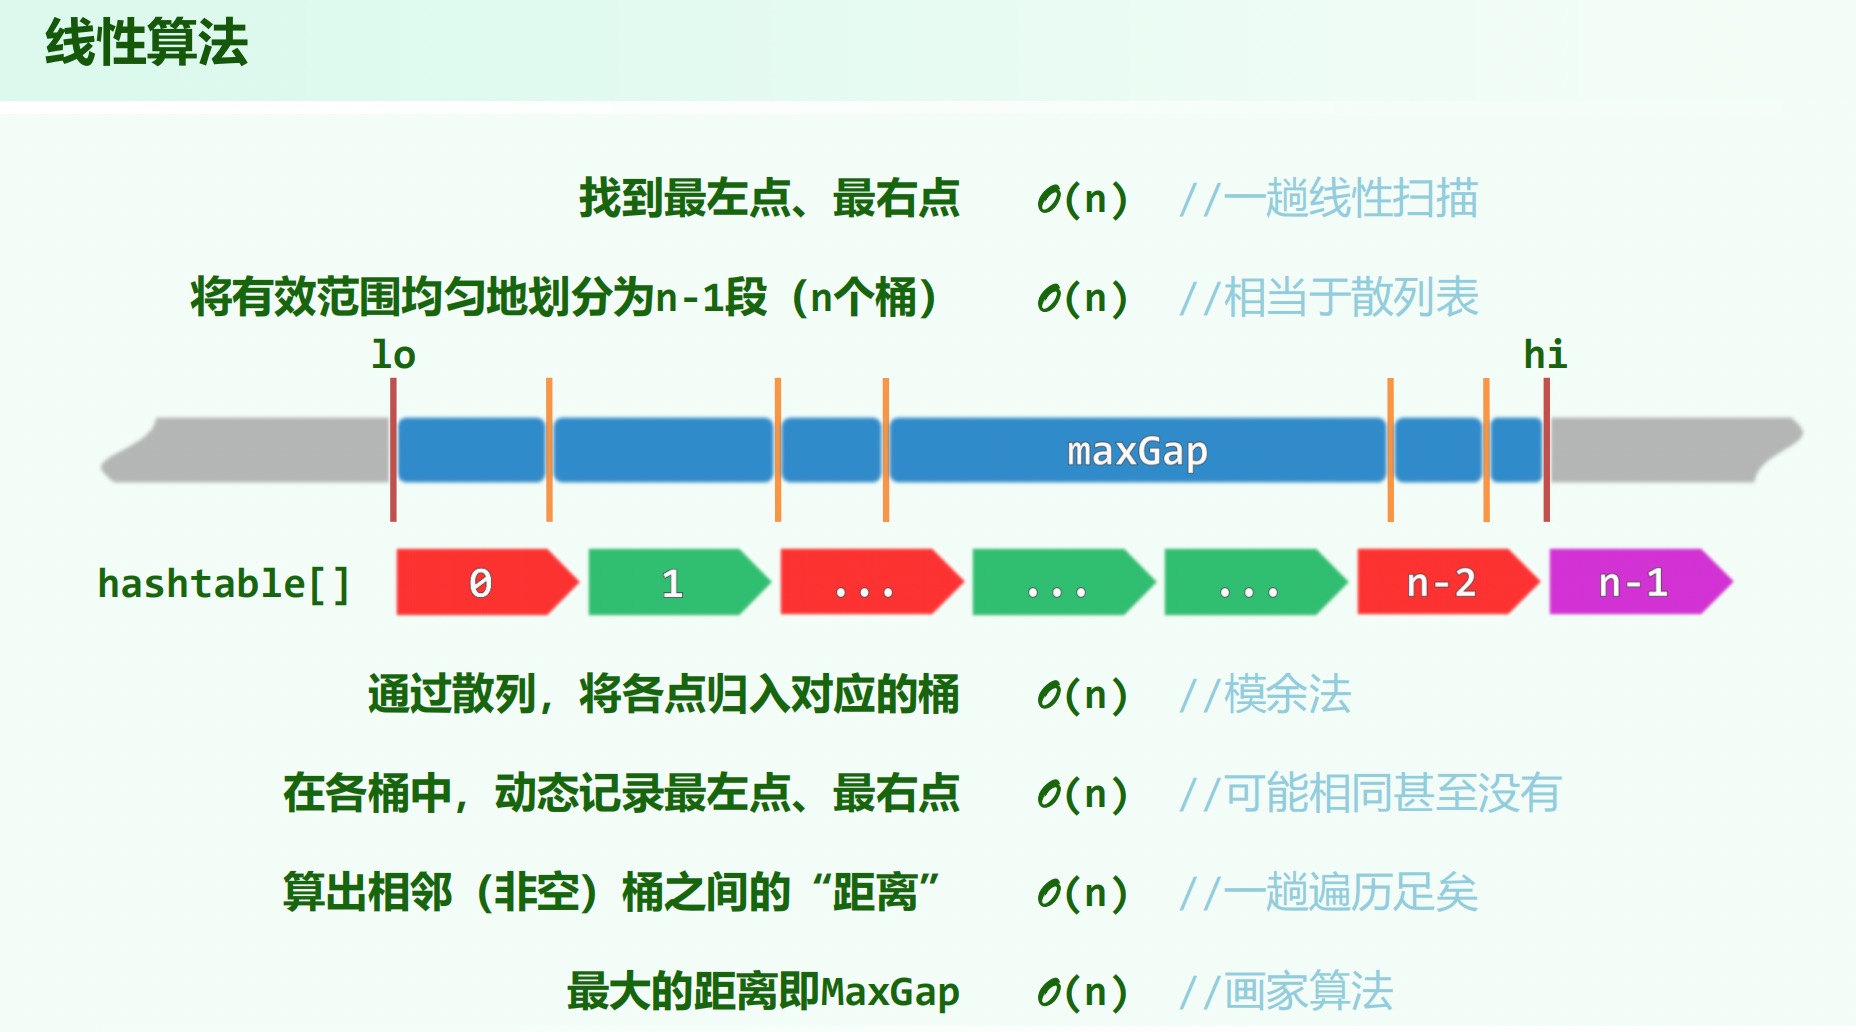 线性算法
找到最左点、最右点 𝒪(n) //一趟线性扫描
将有效范围均匀地划分为n-1段（n个桶） 𝒪(n) //相当于散列表
lo hi
maxGap
hashtable[] 0 1 ... ... ... n-2 n-1
通过散列，将各点归入对应的桶 𝒪(n) //模余法
在各桶中，动态记录最左点、最右点 𝒪(n) //可能相同甚至没有
算出相邻（非空）桶之间的“距离” 𝒪(n) //一趟遍历足矣
最大的距离即MaxGap 𝒪(n) //画家算法